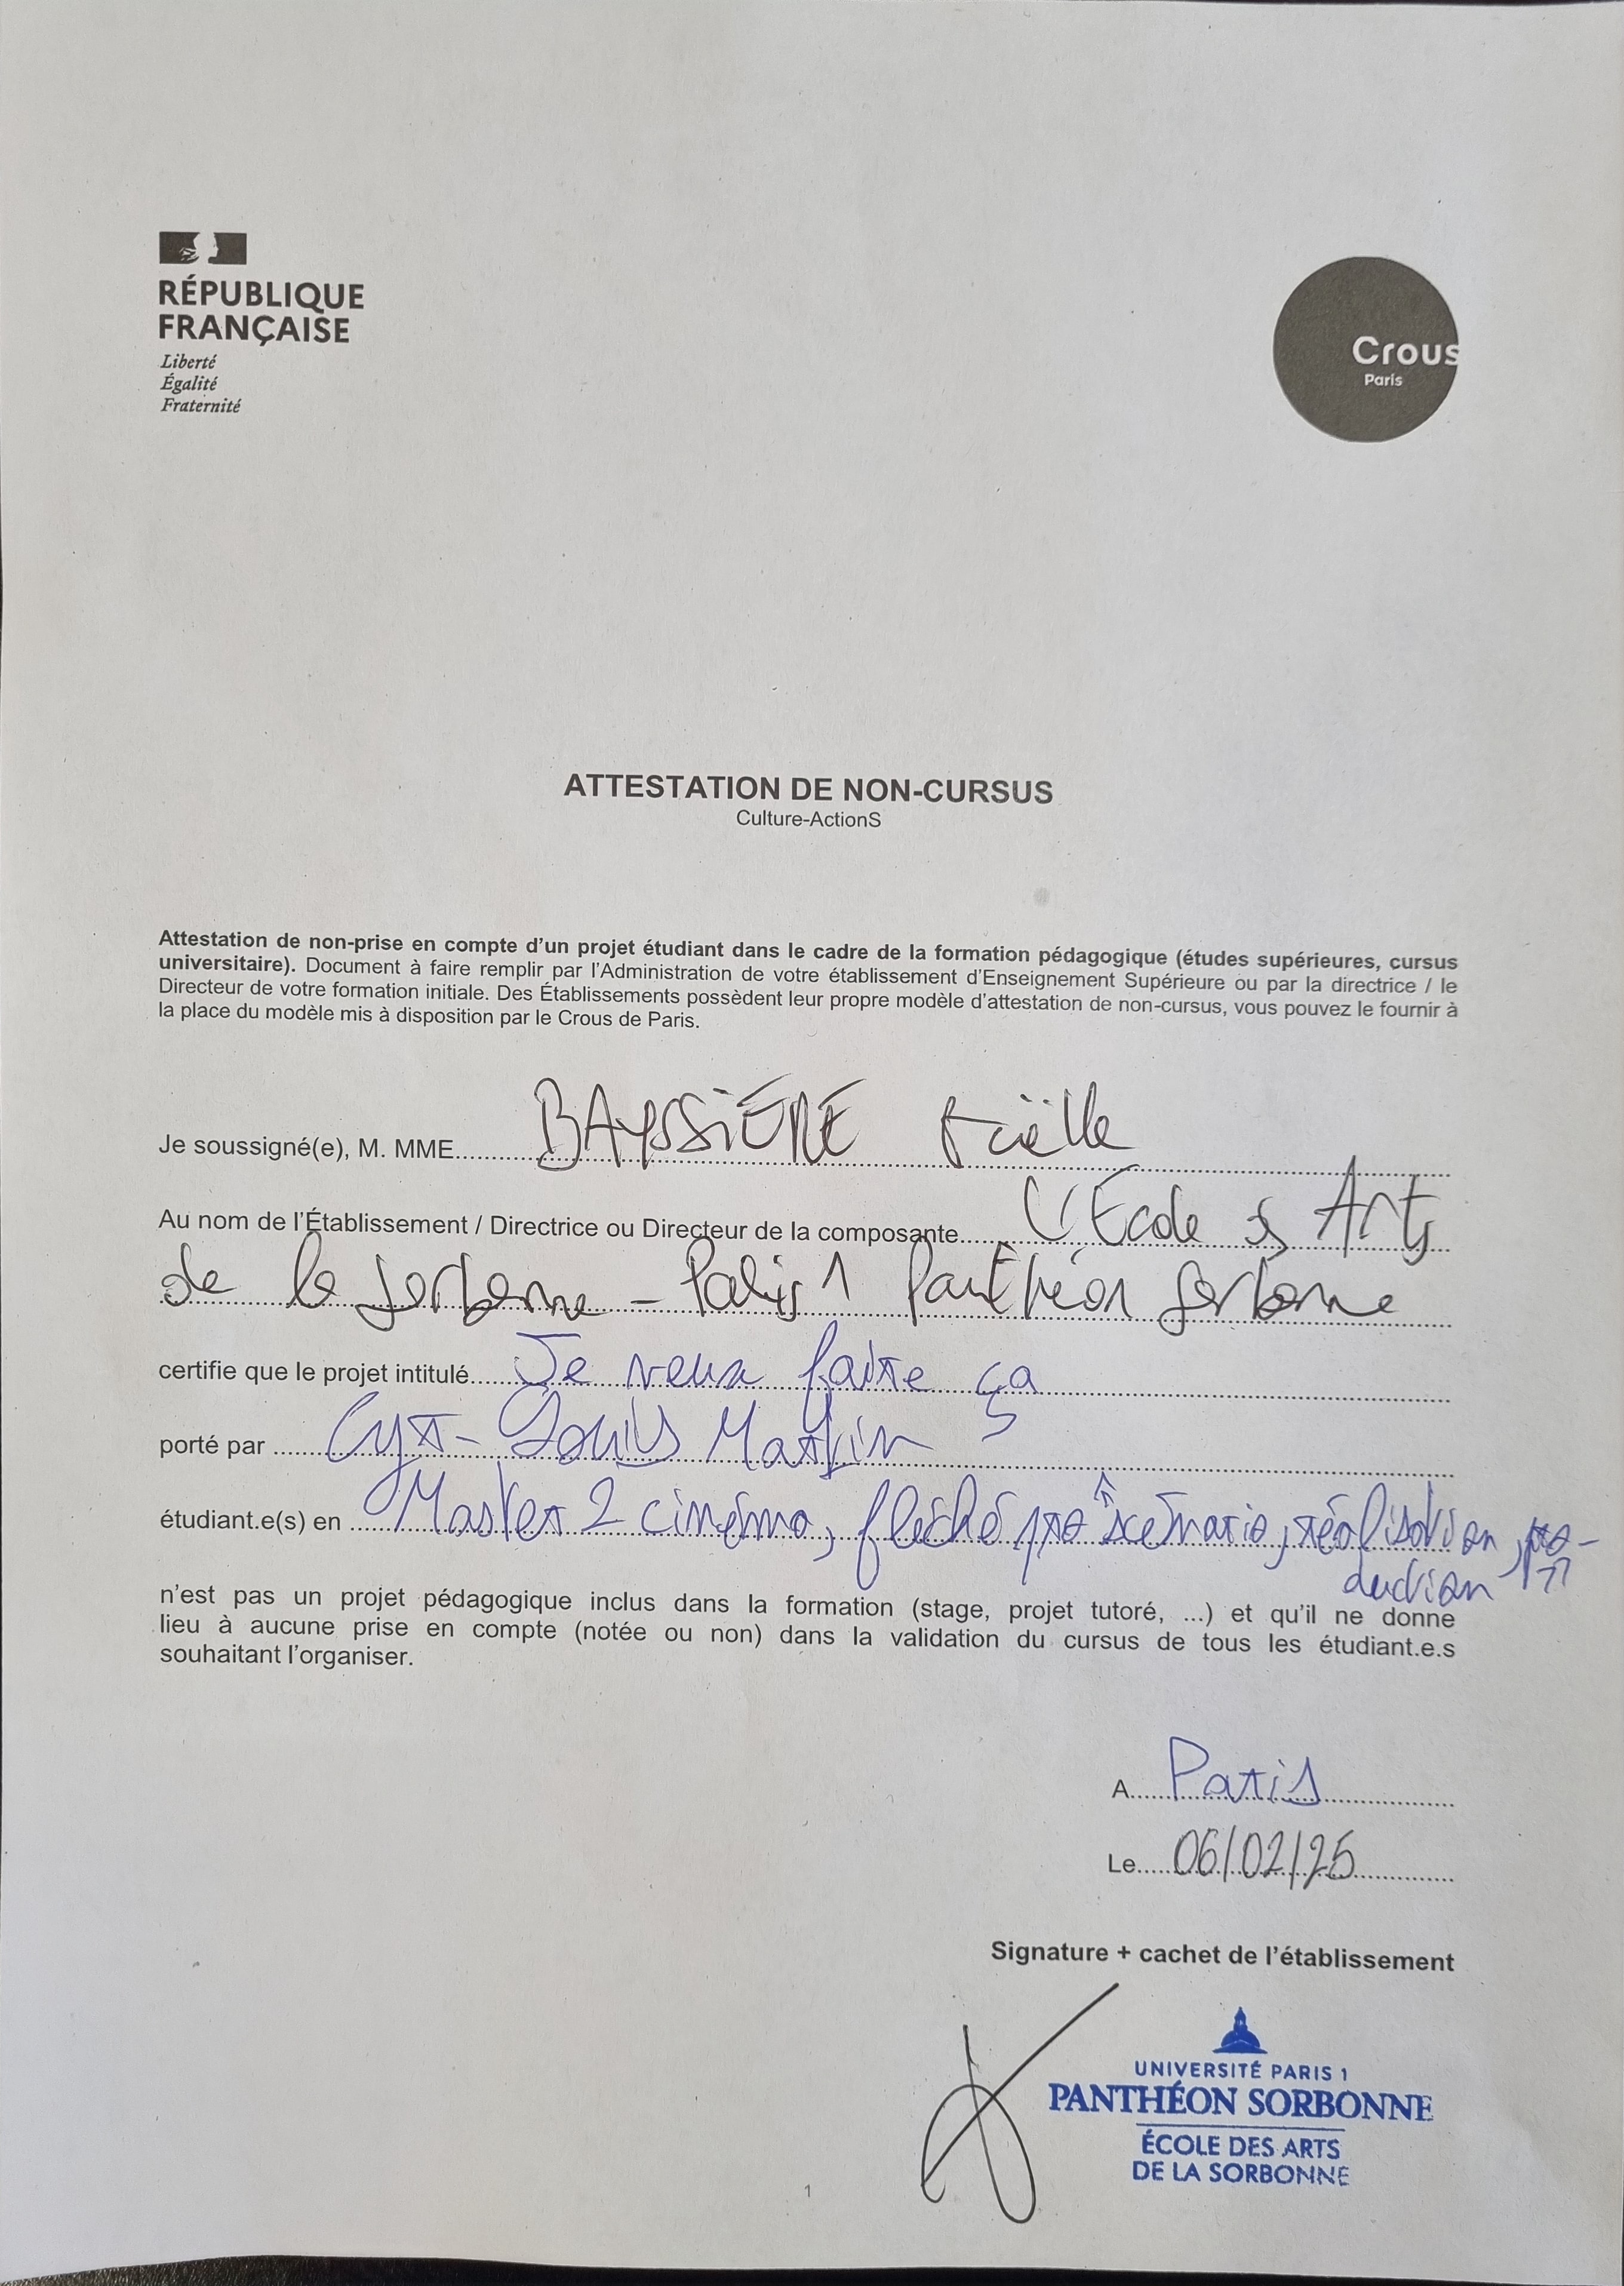 RÉPUBLIQUE
FRANÇAISE
Liberté
Égalité
Fraternité
Crous
Paris
ATTESTATION DE NON-CURSUS
Culture-ActionS
Attestation de non-prise en compte d'un projet étudiant dans le cadre de la formation pédagogique (études supérieures, cursus
universitaire). Document à faire remplir par l'Administration de votre établissement d'Enseignement Supérieure ou par la directrice / le
Directeur de votre formation initiale. Des Établissements possèdent leur propre modèle d'attestation de non-cursus, vous pouvez le fournir à
la place du modèle mis à disposition par le Crous de Paris.
Je soussigné(e), M. MME BAYSSIÈRE
Au nom de l'Établissement / Directrice ou Directeur de la composante L'École des Arts
de la Sorbonne - Paris 1 Panthéon Sorbonne
certifie que le projet intitulé Je veux faire ça
porté par Cyr-Louis Martin
étudiant.e(s) en Master 2 cinéma, fléché pro "scénario, réalisation, pro-
duction"
n'est pas un projet pédagogique inclus dans la formation (stage, projet tutoré, ...) et qu'il ne donne
lieu à aucune prise en compte (notée ou non) dans la validation du cursus de tous les étudiant.e.s
souhaitant l'organiser.
A Paris
Le 06/02/25
Signature + cachet de l'établissement
UNIVERSITÉ PARIS 1
PANTHÉON SORBONNE
ÉCOLE DES ARTS
DE LA SORBONNE
1